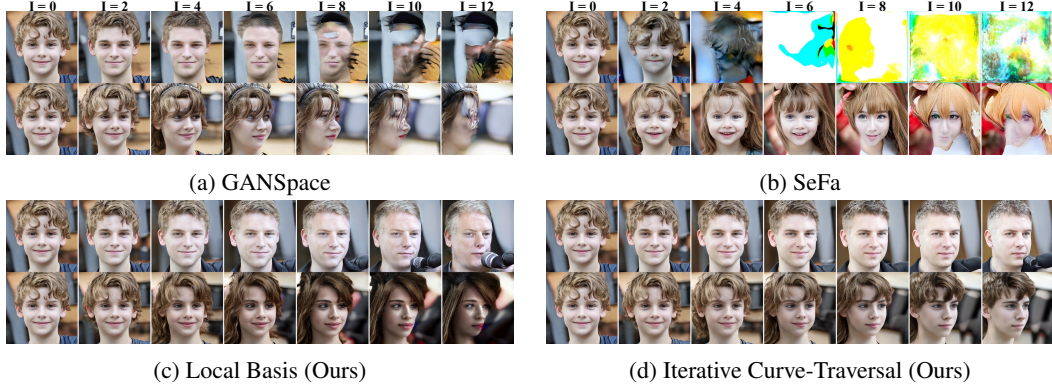 I = 0 I = 2 I = 4 I = 6 I = 8 I = 10 I = 12
I = 0 I = 2 I = 4 I = 6 I = 8 I = 10 I = 12
(a) GANSpace
(b) SeFa
(c) Local Basis (Ours)
(d) Iterative Curve-Traversal (Ours)